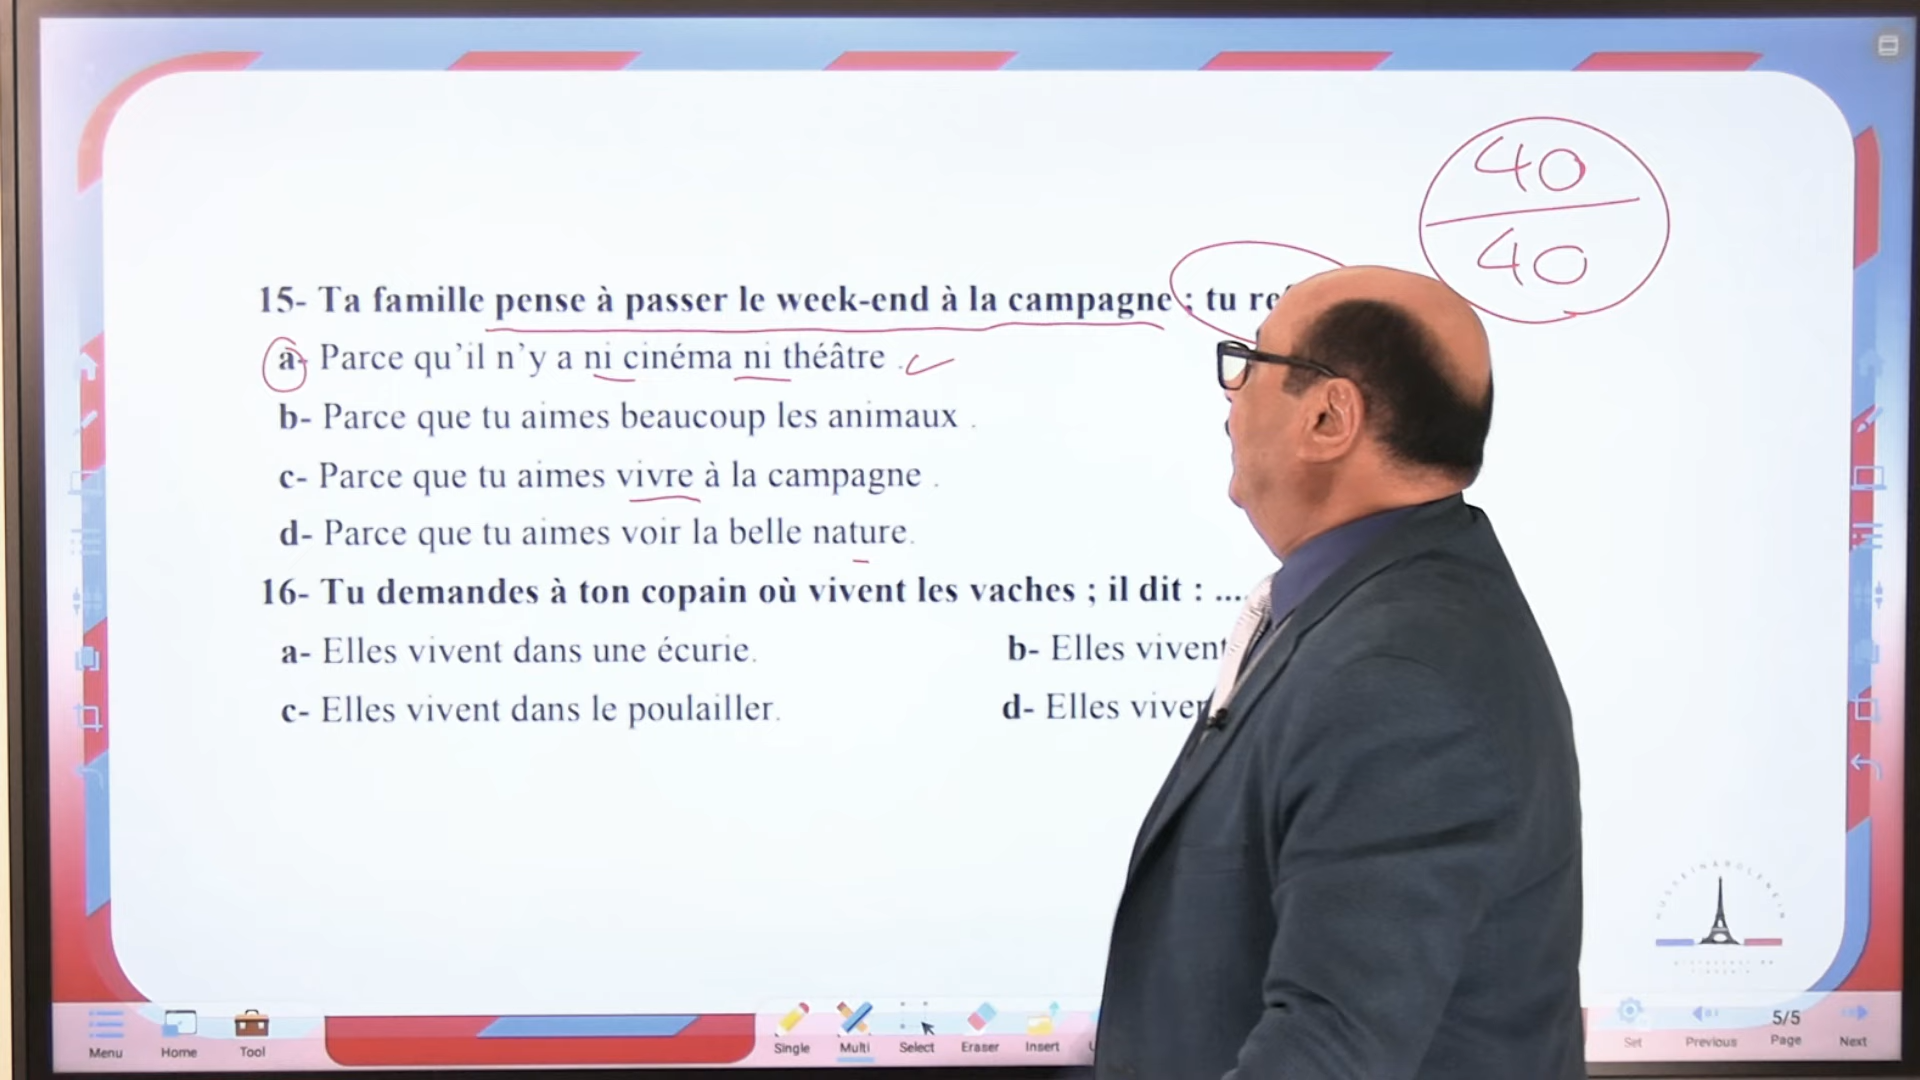 40
40
15- Ta famille pense à passer le week-end à la campagne ; tu
a- Parce qu'il n'y a ni cinéma ni théâtre .
b- Parce que tu aimes beaucoup les animaux .
c- Parce que tu aimes vivre à la campagne .
d- Parce que tu aimes voir la belle nature.
16- Tu demandes à ton copain où vivent les vaches ; il dit : ....
a- Elles vivent dans une écurie.
b- Elles vivent
c- Elles vivent dans le poulailler.
d- Elles
HUSSEIN ABOLENEIN
Menu Home Tool Single Multi Select Eraser Insert Set Previous 5/5 Page Next